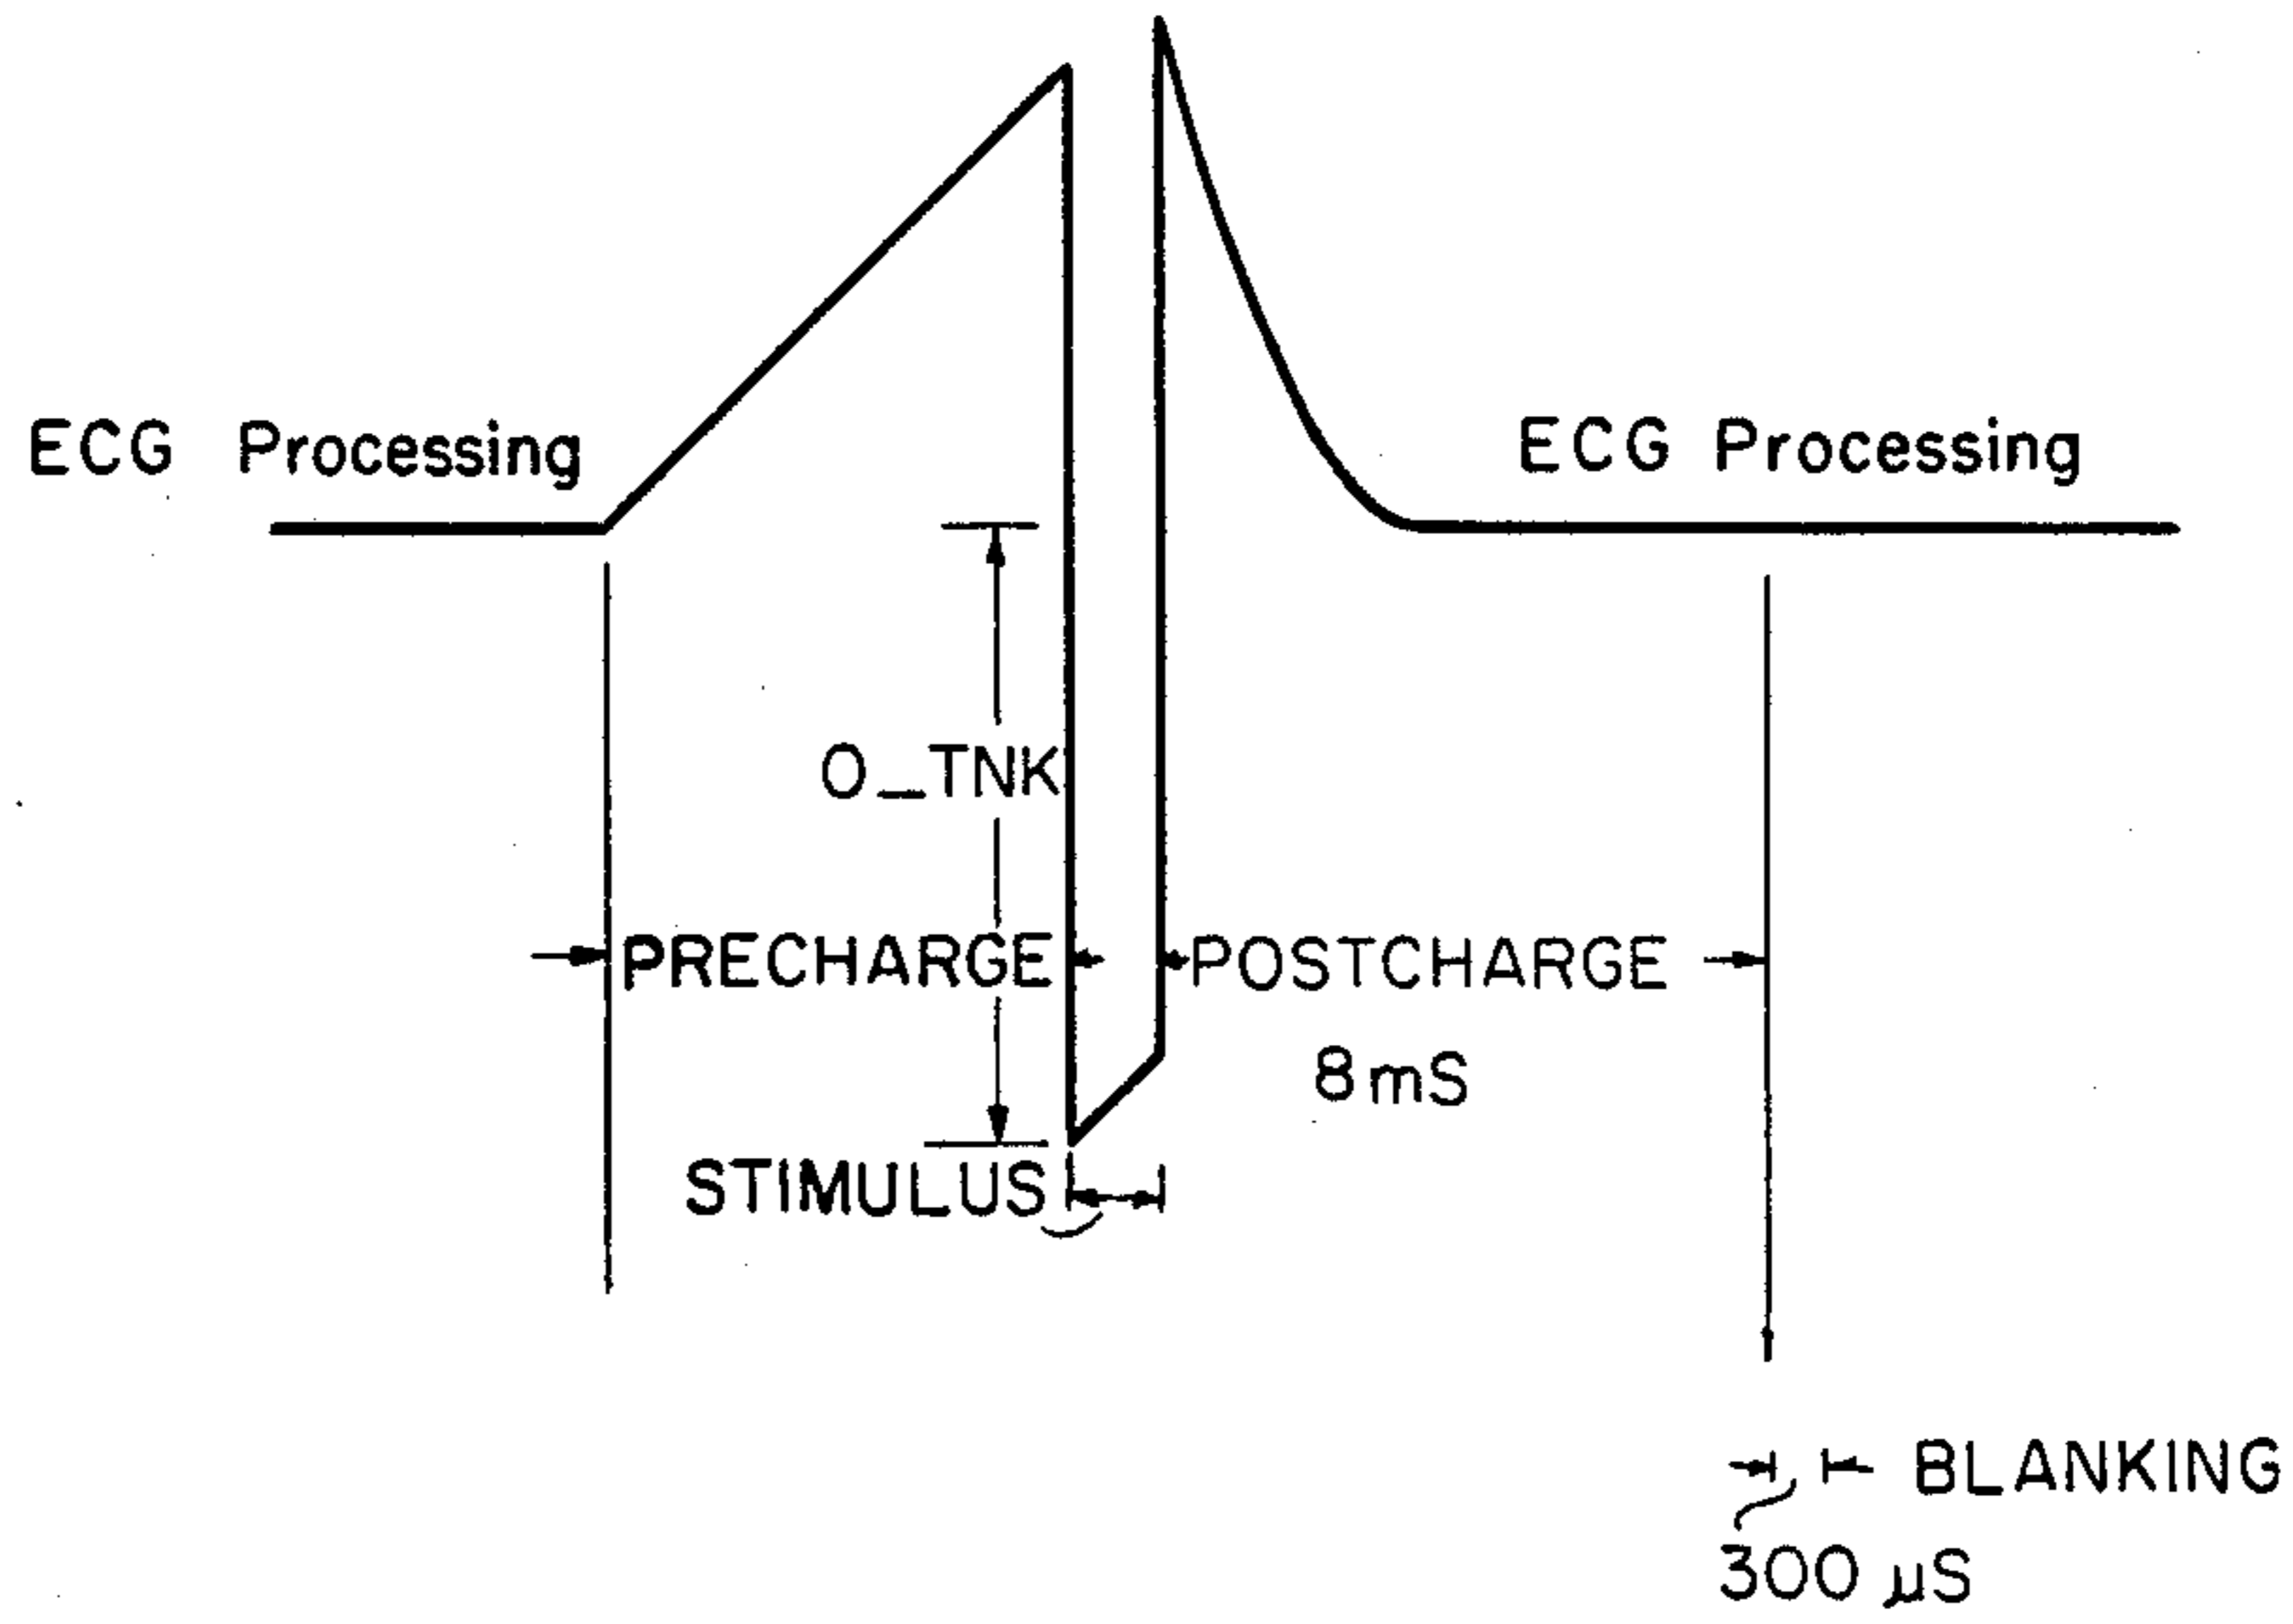 ECG Processing
ECG Processing
O_TNK
PRECHARGE
POSTCHARGE
8mS
STIMULUS
BLANKING
300 µS